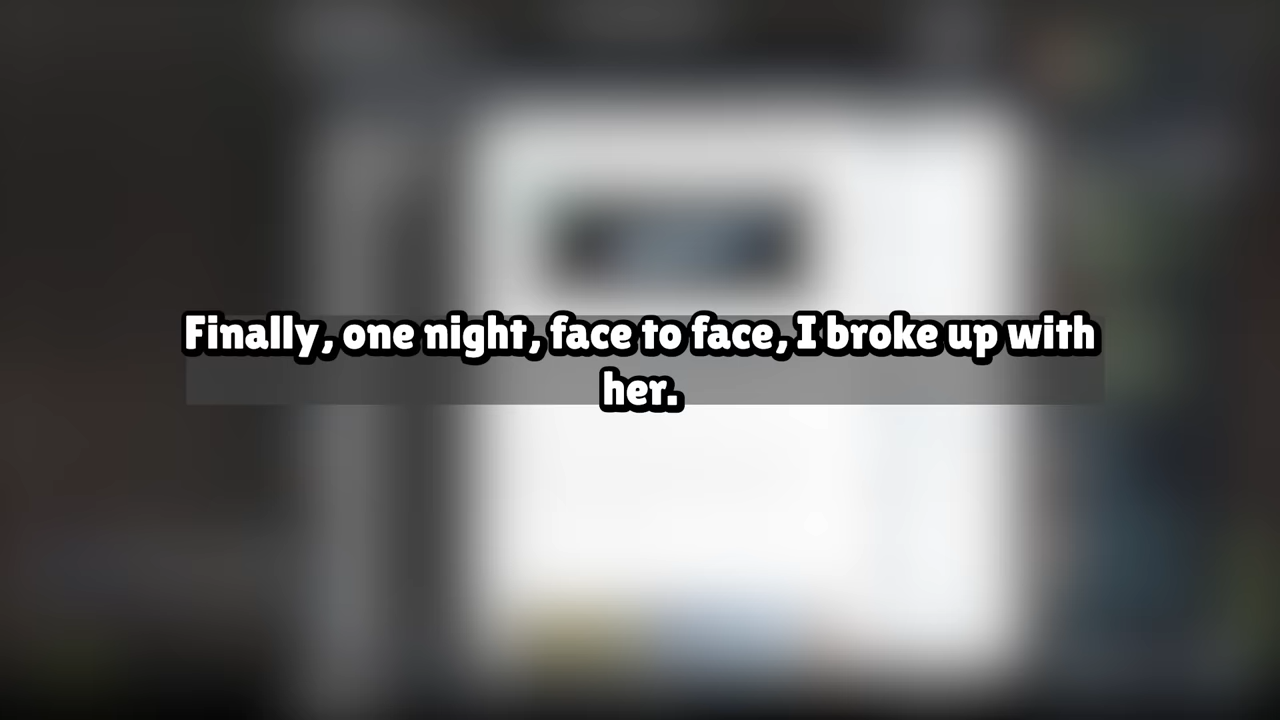 Finally, one night, face to face, I broke up with
her.